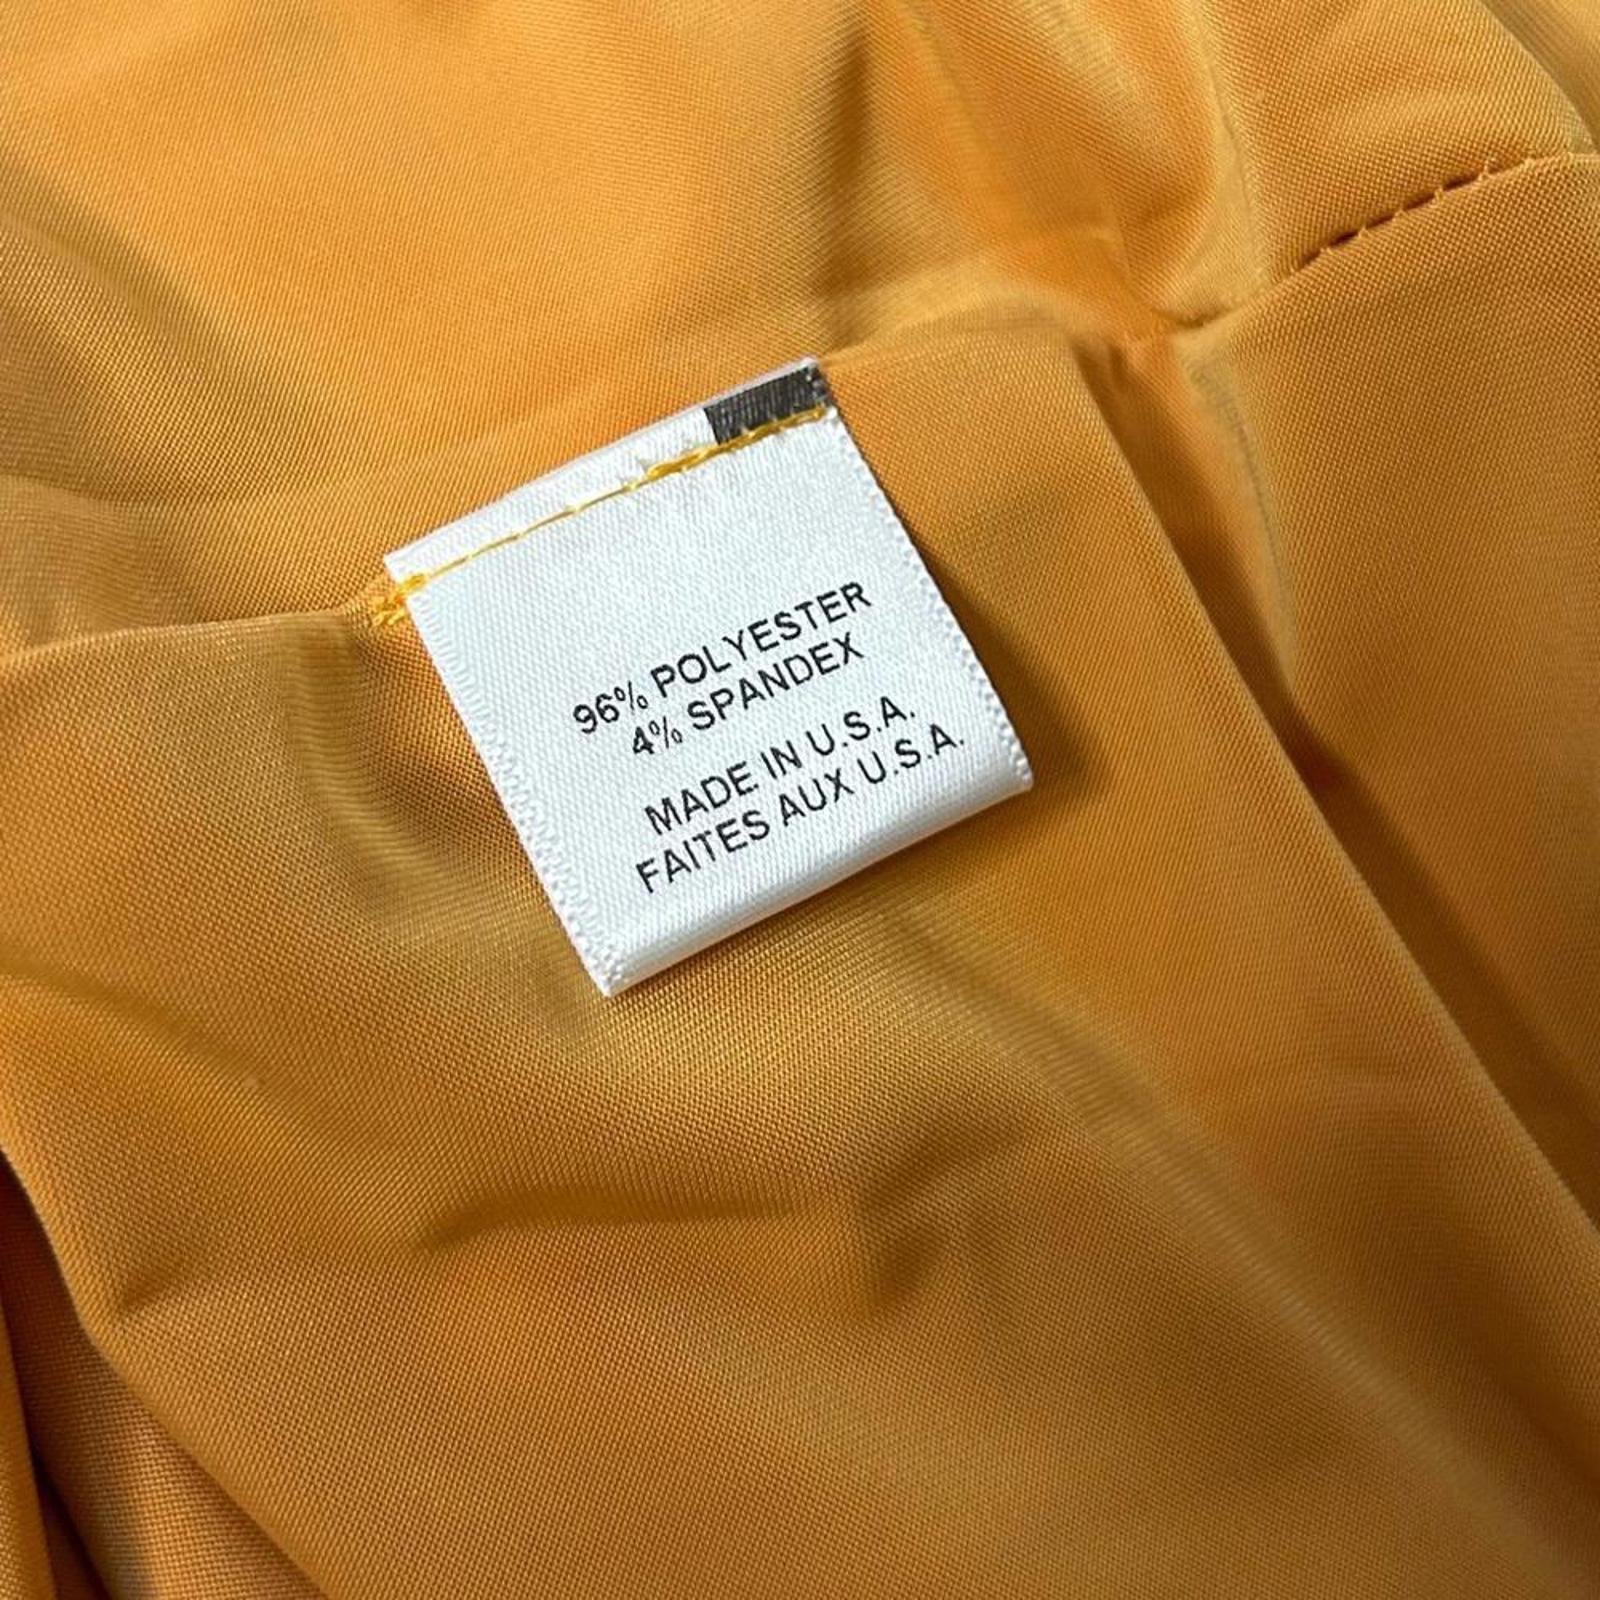 96% POLYESTER
4% SPANDEX
MADE IN U.S.A.
FAITES AUX U.S.A.